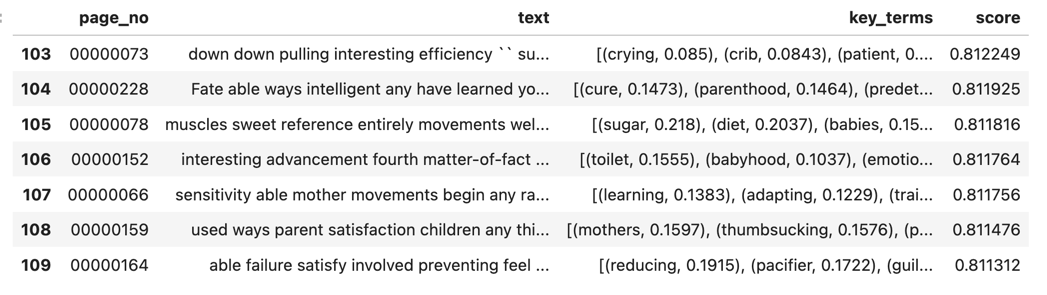 page_no text key_terms score
103 00000073 down down pulling interesting efficiency `` su... [(crying, 0.085), (crib, 0.0843), (patient, 0.... 0.812249
104 00000228 Fate able ways intelligent any have learned yo... [(cure, 0.1473), (parenthood, 0.1464), (predet... 0.811925
105 00000078 muscles sweet reference entirely movements wel... [(sugar, 0.218), (diet, 0.2037), (babies, 0.15... 0.811816
106 00000152 interesting advancement fourth matter-of-fact ... [(toilet, 0.1555), (babyhood, 0.1037), (emotio... 0.811764
107 00000066 sensitivity able mother movements begin any ra... [(learning, 0.1383), (adapting, 0.1229), (trai... 0.811756
108 00000159 used ways parent satisfaction children any thi... [(mothers, 0.1597), (thumbsucking, 0.1576), (p... 0.811476
109 00000164 able failure satisfy involved preventing feel ... [(reducing, 0.1915), (pacifier, 0.1722), (guil... 0.811312